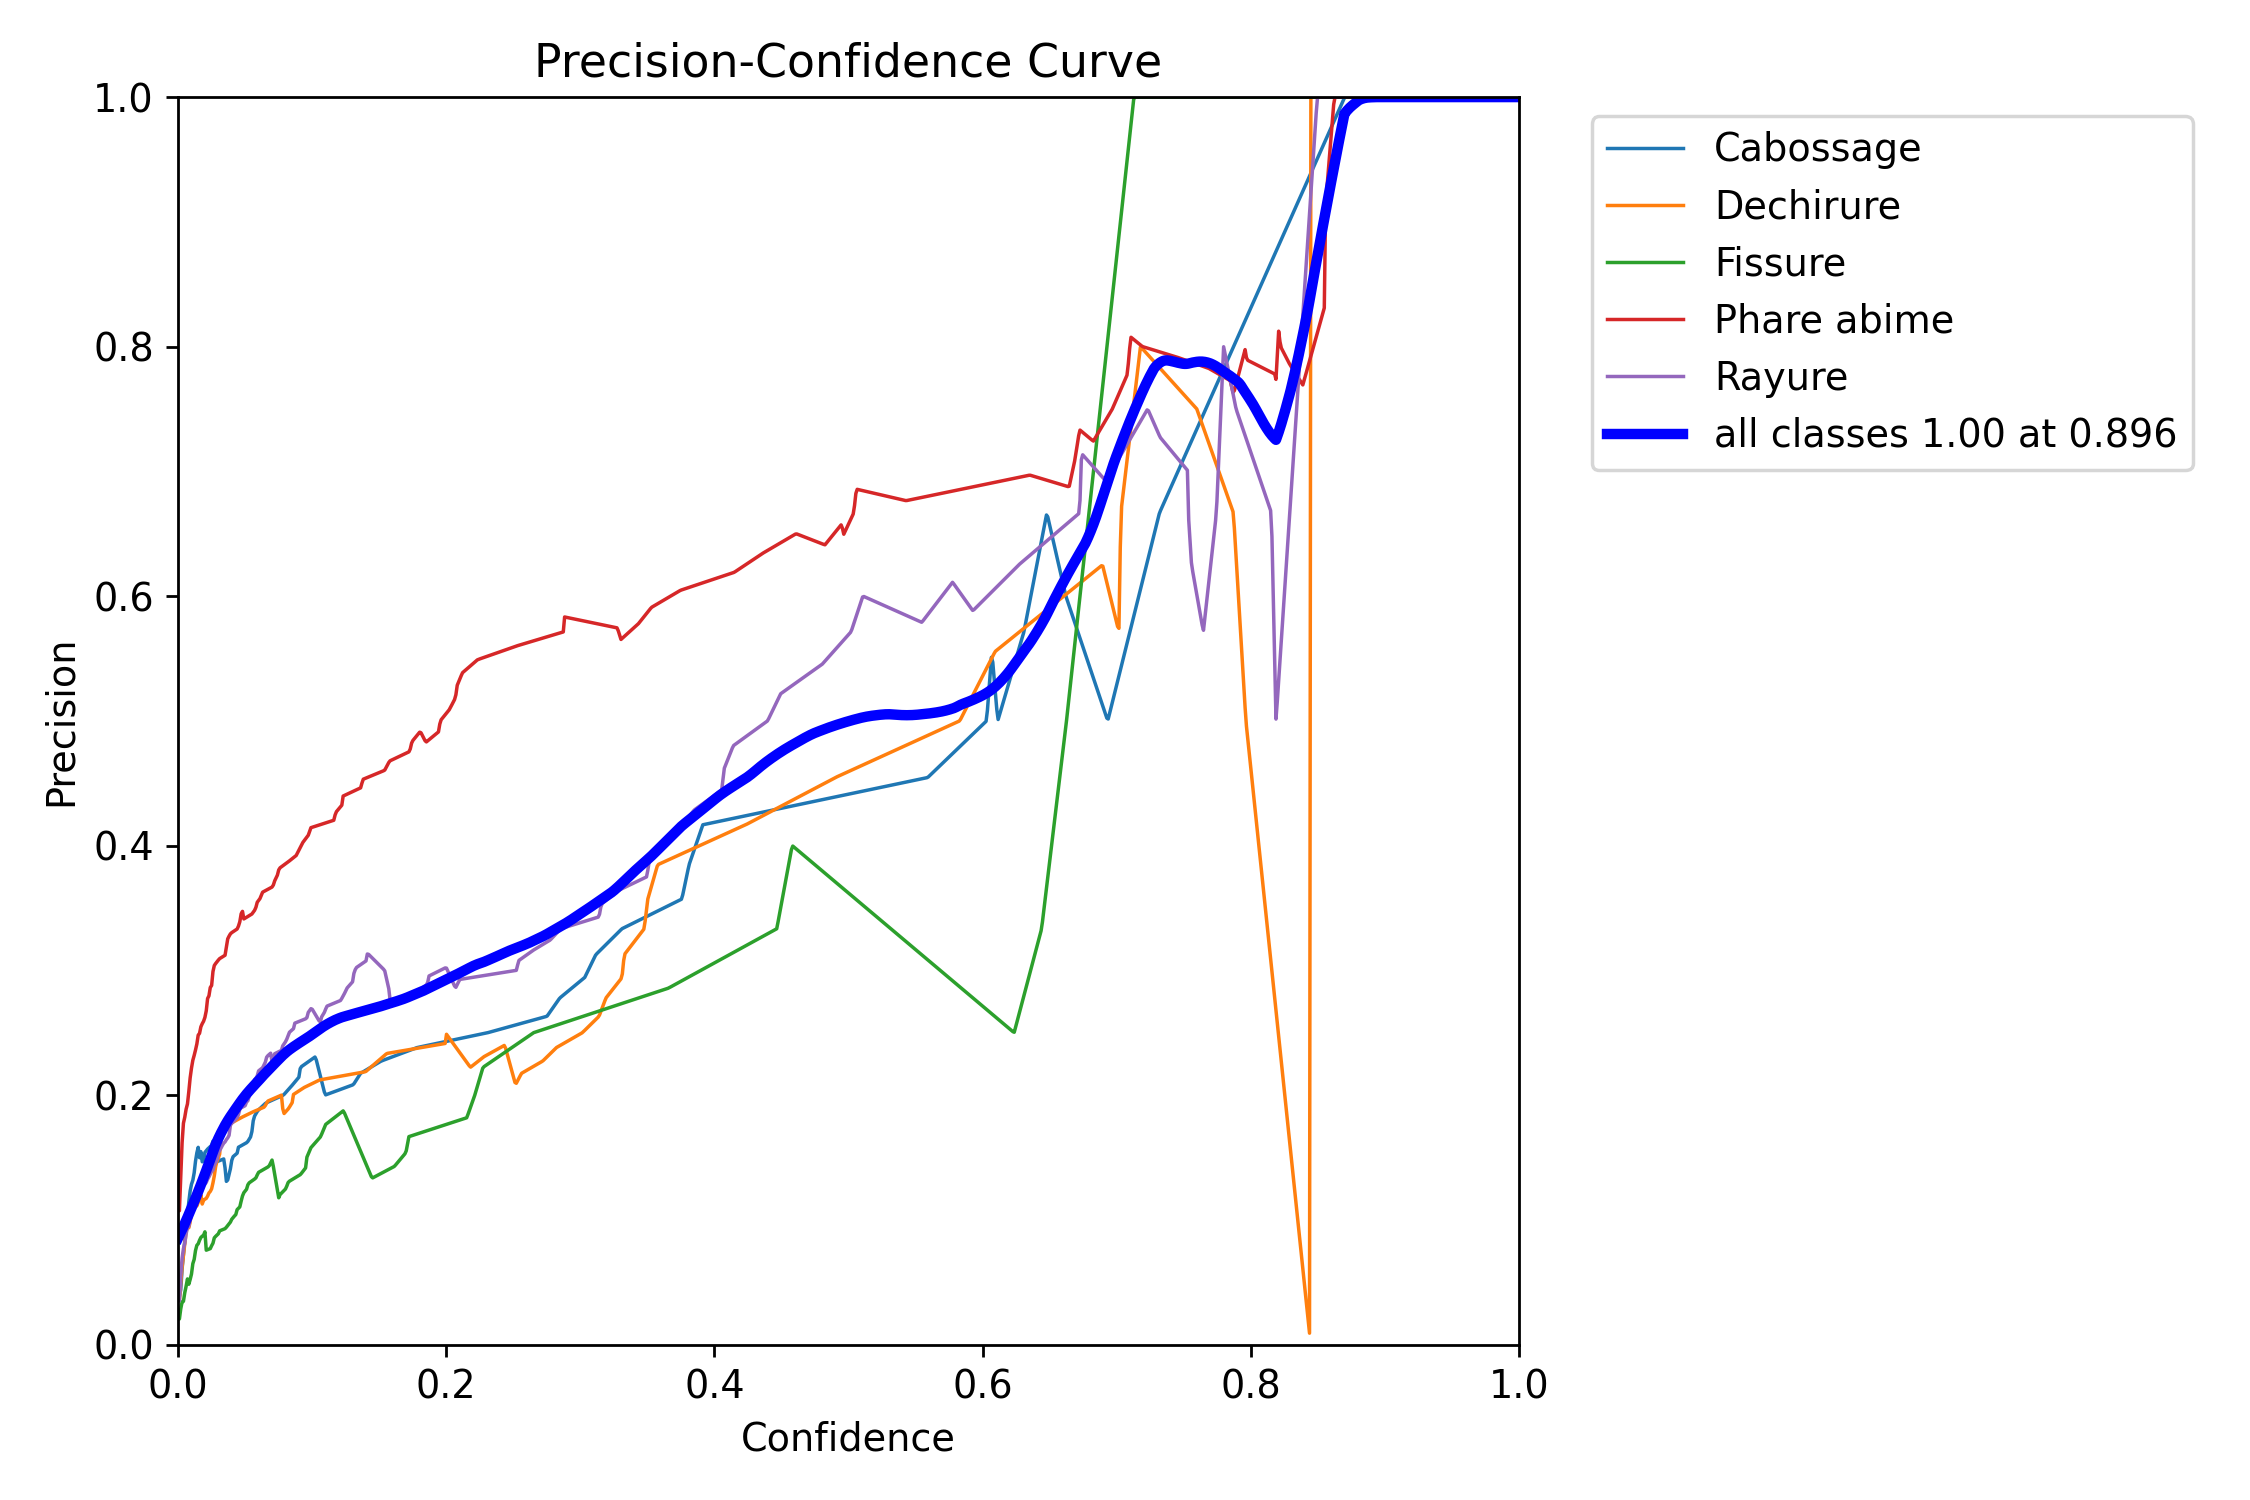 Precision-Confidence Curve
1.0
0.8
0.6
0.4
0.2
0.0
Precision
0.0 0.2 0.4 0.6 0.8 1.0
Confidence
Cabossage
Dechirure
Fissure
Phare abime
Rayure
all classes 1.00 at 0.896